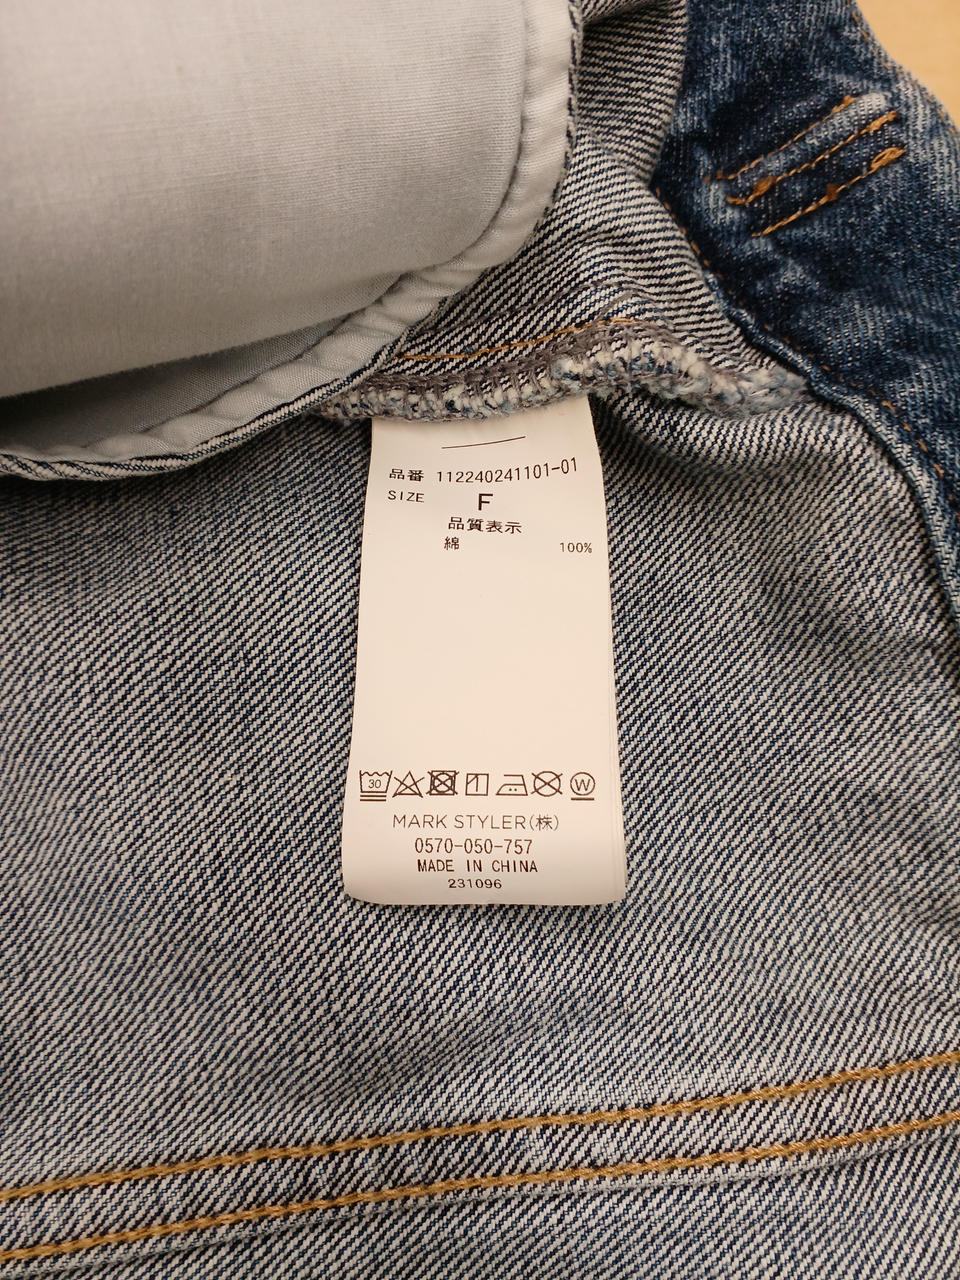 品番 112240241101-01
SIZE F
品質表示
綿 100%
30 W
MARK STYLER(株)
0570-050-757
MADE IN CHINA
231096